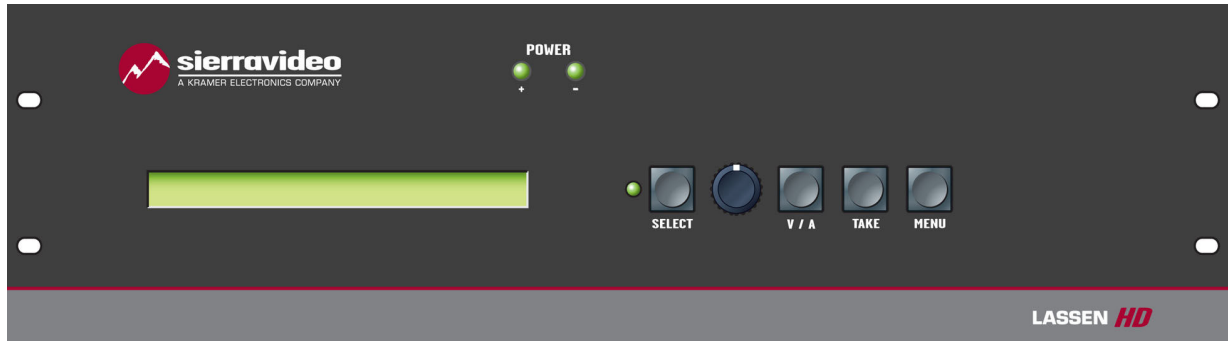 sierravideo
A KRAMER ELECTRONICS COMPANY
POWER
+ -
SELECT V / A TAKE MENU
LASSEN HD